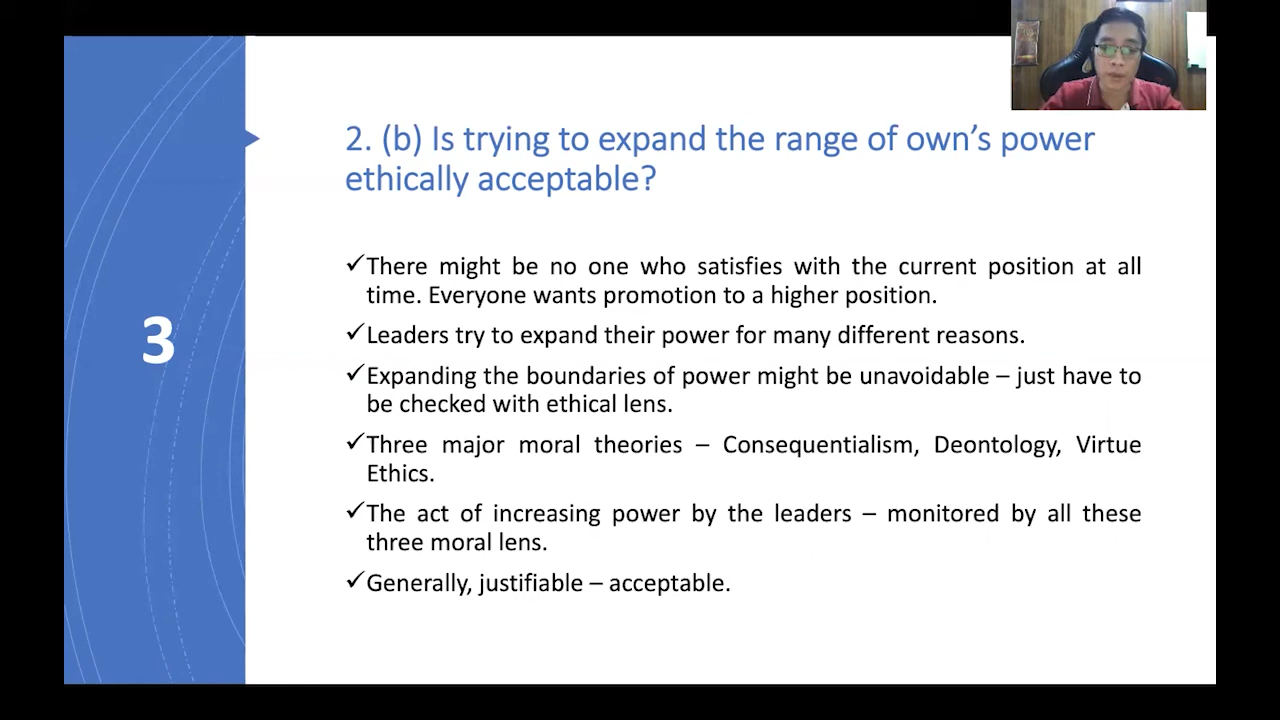 2. (b) Is trying to expand the range of own’s power
ethically acceptable?
✓There might be no one who satisfies with the current position at all
time. Everyone wants promotion to a higher position.
✓Leaders try to expand their power for many different reasons.
✓Expanding the boundaries of power might be unavoidable – just have to
be checked with ethical lens.
✓Three major moral theories – Consequentialism, Deontology, Virtue
Ethics.
✓The act of increasing power by the leaders – monitored by all these
three moral lens.
✓Generally, justifiable – acceptable.
3